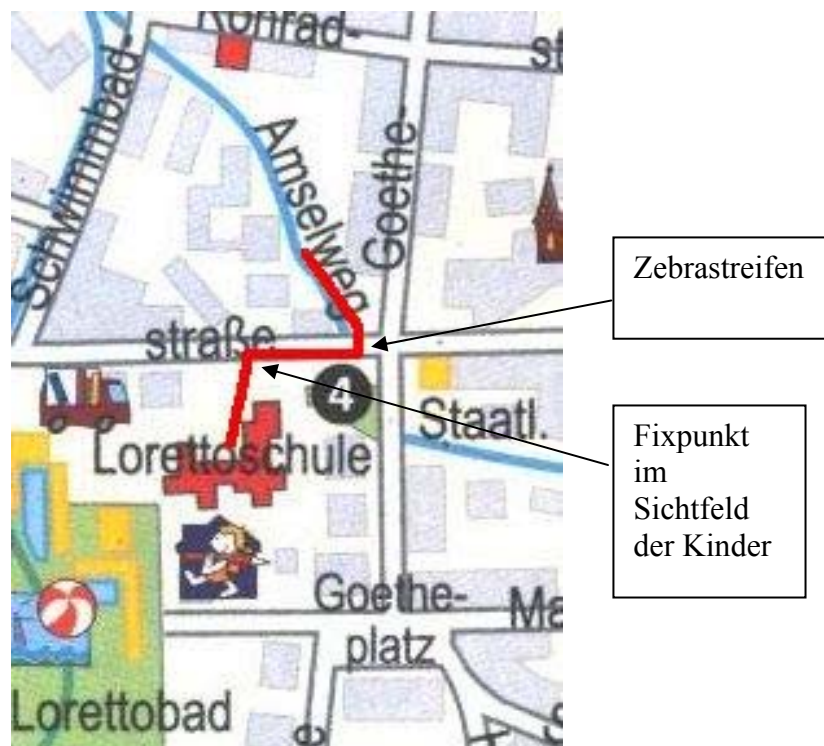 Konrad-
st
Schwimmbad-
Amselweg
Goethe-
straße
4
Staatl.
Lorettoschule
Goethe-
platz
Ma
Lorettobad
e
Zebrastreifen
Fixpunkt
im
Sichtfeld
der Kinder